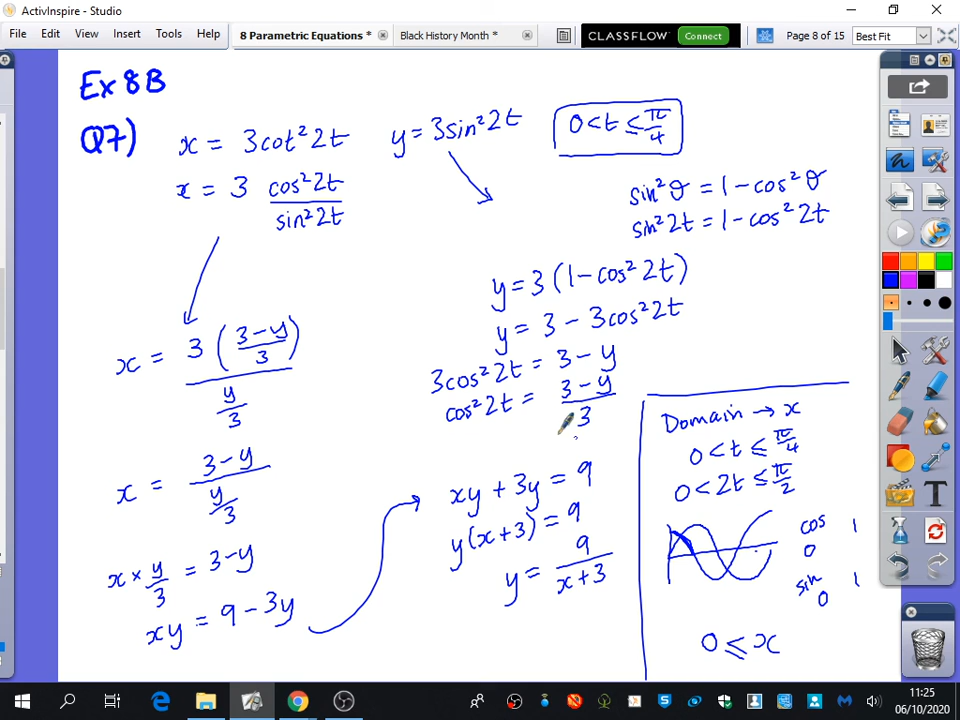 ActivInspire - Studio
File Edit View Insert Tools Help
8 Parametric Equations *
Black History Month *
CLASSFLOW Connect
Page 8 of 15
Best Fit
Ex 8B
Q7) x = 3cot²2t
y = 3sin²2t
0 < t ≤ π/4
x = 3 cos²2t / sin²2t
sin²θ = 1 - cos²θ
sin²2t = 1 - cos²2t
y = 3(1 - cos²2t)
y = 3 - 3cos²2t
3cos²2t = 3 - y
cos²2t = (3 - y)/3
x = 3((3-y)/3) / (y/3)
x = (3-y) / (y/3)
x × y/3 = 3-y
xy = 9 - 3y
xy + 3y = 9
y(x+3) = 9
y = 9/(x+3)
Domain → x
0 < t ≤ π/4
0 < 2t ≤ π/2
cos 1
0
sin 1
0
0 ≤ x
11:25
06/10/2020